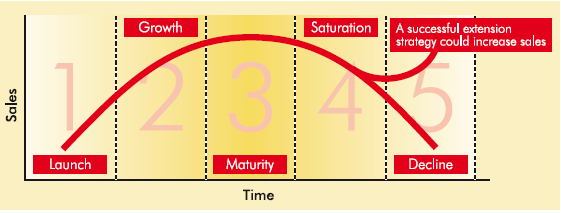 Growth
Saturation
A successful extension
strategy could increase sales
1
2
3
4
5
Sales
Launch
Maturity
Decline
Time